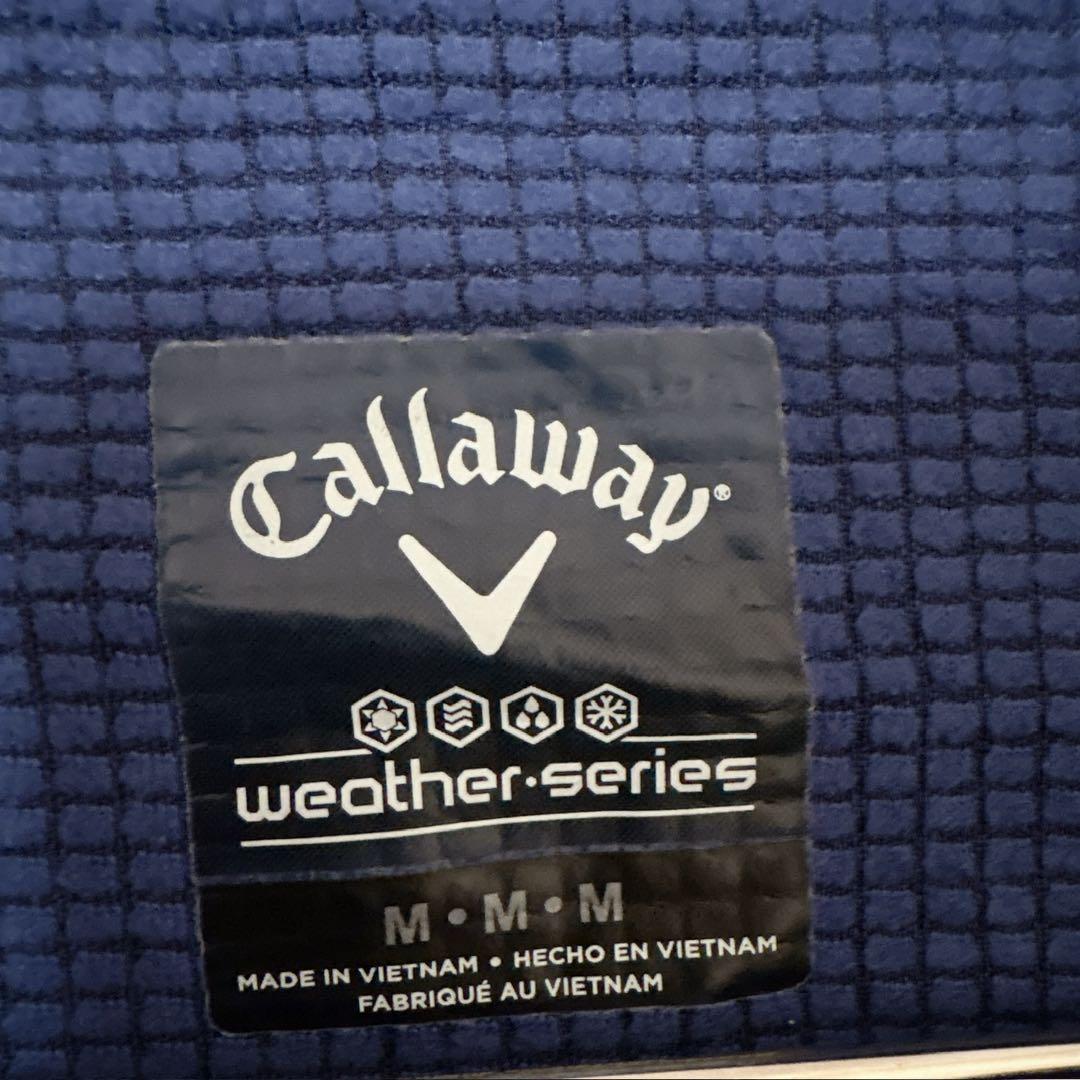 Callaway®
weather·series
M • M • M
MADE IN VIETNAM • HECHO EN VIETNAM
FABRIQUÉ AU VIETNAM